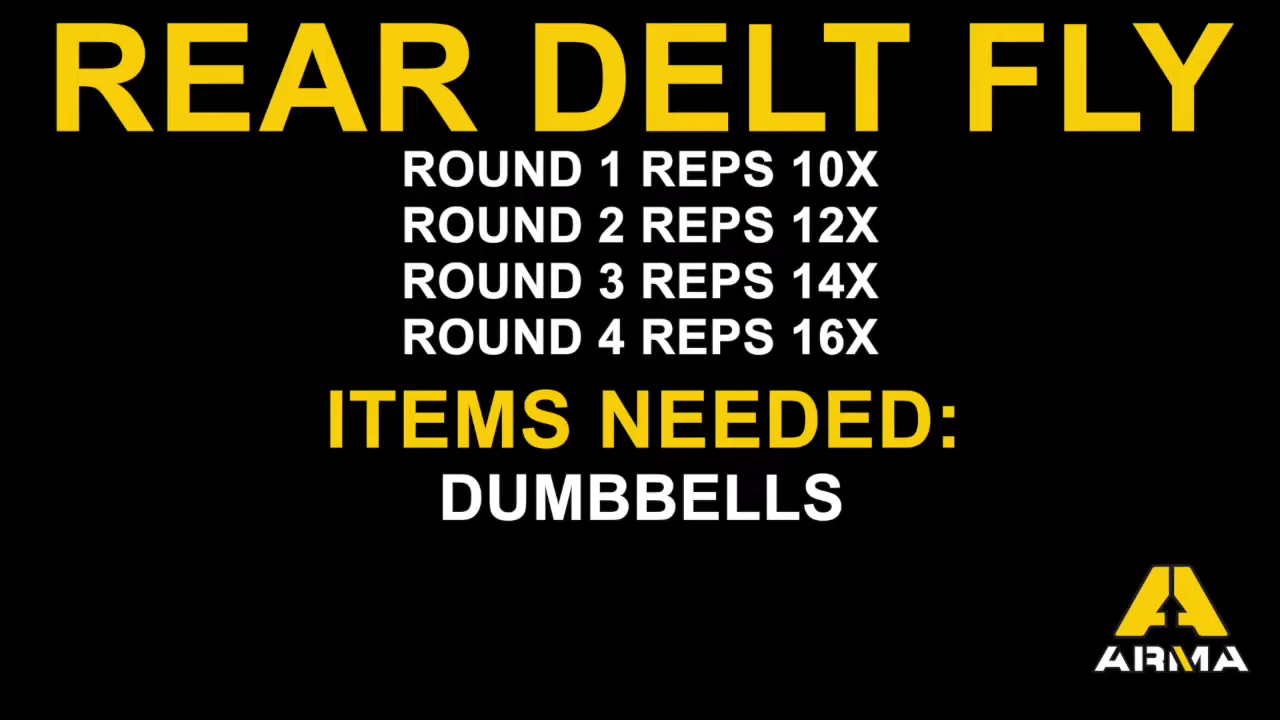 REAR DELT FLY
ROUND 1 REPS 10X
ROUND 2 REPS 12X
ROUND 3 REPS 14X
ROUND 4 REPS 16X
ITEMS NEEDED:
DUMBBELLS
ARMA